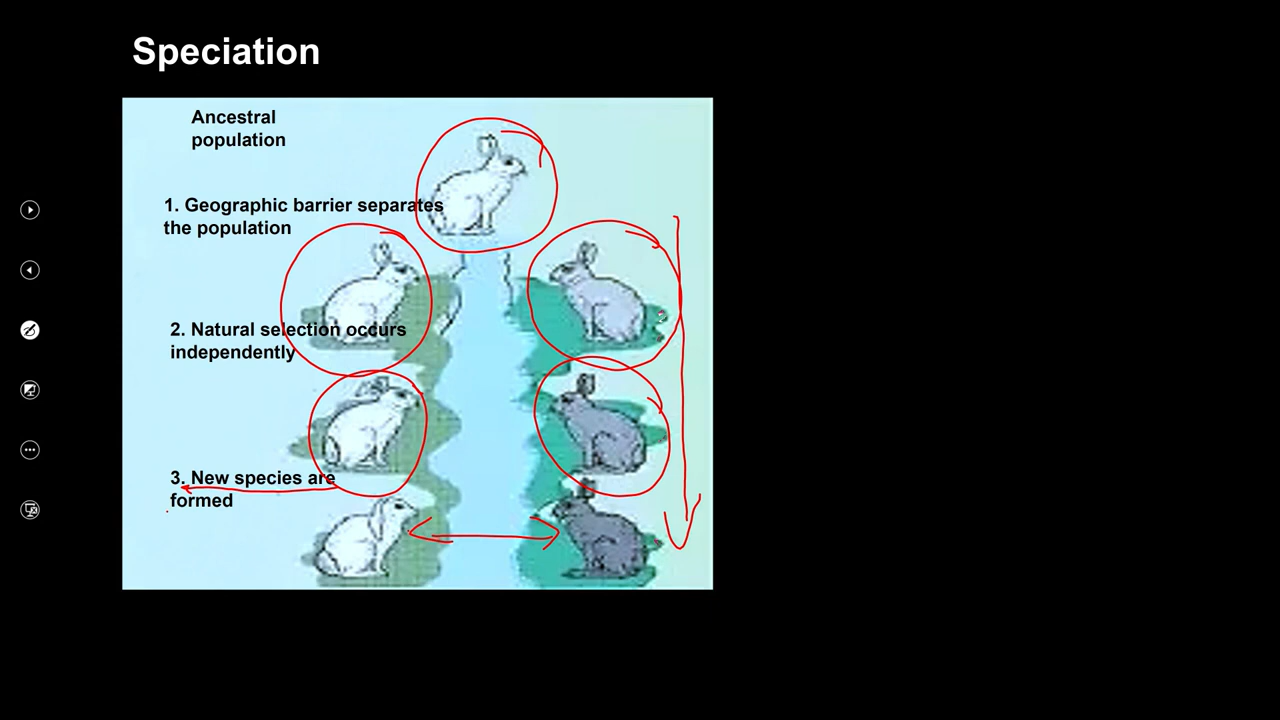 Speciation
Ancestral
population
1. Geographic barrier separates
the population
2. Natural selection occurs
independently
3. New species are
formed